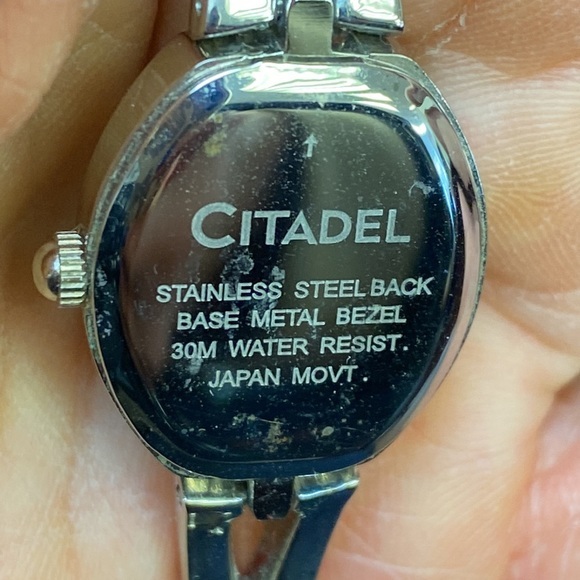 CITADEL
STAINLESS STEEL BACK
BASE METAL BEZEL
30M WATER RESIST.
JAPAN MOVT.